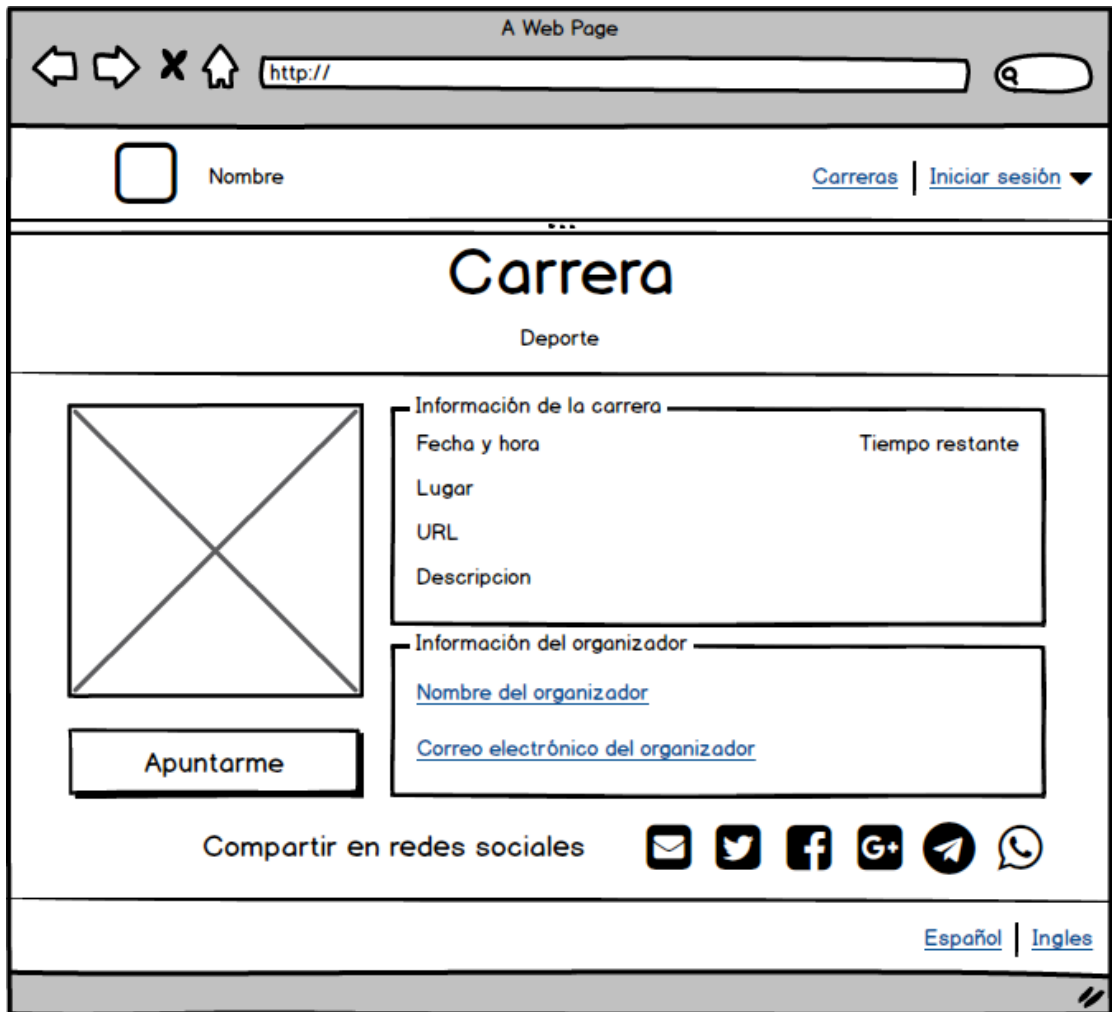 A Web Page
http://
Nombre
Carreras
Iniciar sesión
Carrera
Deporte
Información de la carrera
Fecha y hora
Tiempo restante
Lugar
URL
Descripcion
Información del organizador
Nombre del organizador
Correo electrónico del organizador
Apuntarme
Compartir en redes sociales
G+
Español
Ingles